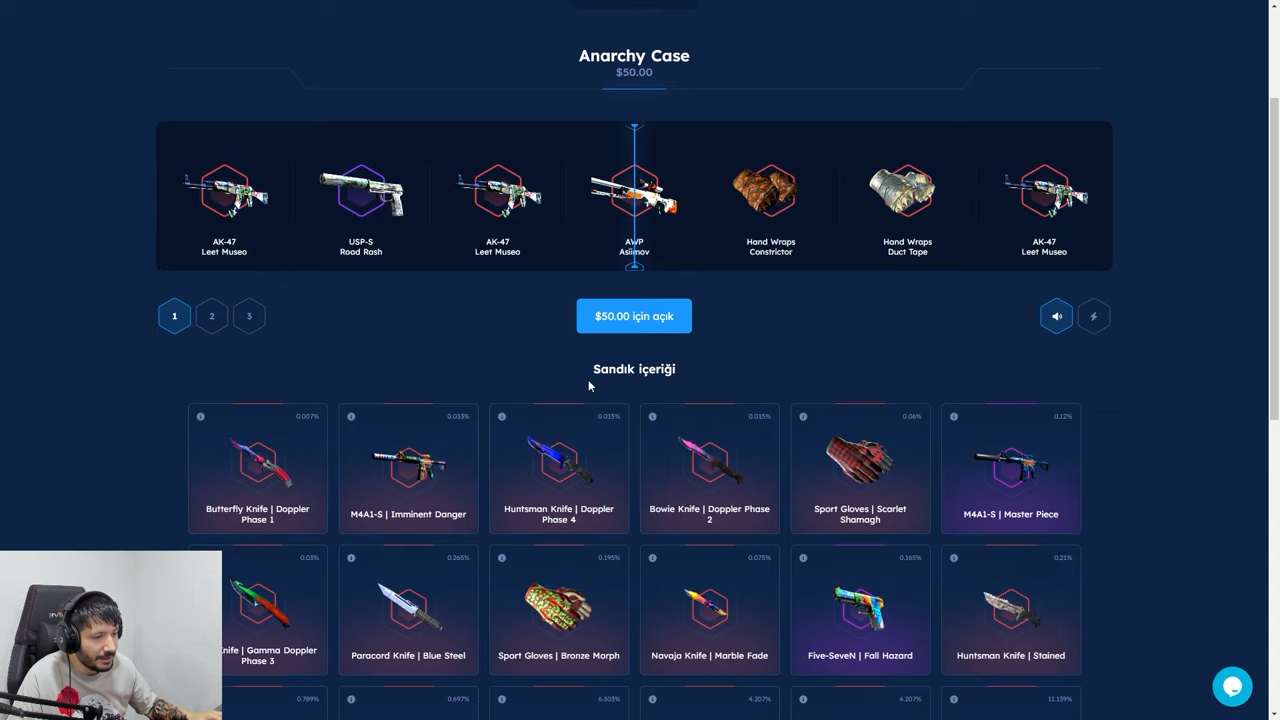 Anarchy Case
$50.00
AK-47
Leet Museo
USP-S
Road Rash
AK-47
Leet Museo
AWP
Asiimov
Hand Wraps
Constrictor
Hand Wraps
Duct Tape
AK-47
Leet Museo
1
2
3
$50.00 için açık
Sandık içeriği
0.007%
Butterfly Knife | Doppler
Phase 1
0.033%
M4A1-S | Imminent Danger
0.015%
Huntsman Knife | Doppler
Phase 4
0.015%
Bowie Knife | Doppler Phase
2
0.06%
Sport Gloves | Scarlet
Shamagh
0.12%
M4A1-S | Master Piece
0.03%
Knife | Gamma Doppler
Phase 3
0.265%
Paracord Knife | Blue Steel
0.195%
Sport Gloves | Bronze Morph
0.075%
Navaja Knife | Marble Fade
0.165%
Five-SeveN | Fall Hazard
0.21%
Huntsman Knife | Stained
0.789%
0.697%
6.303%
4.207%
4.207%
11.139%